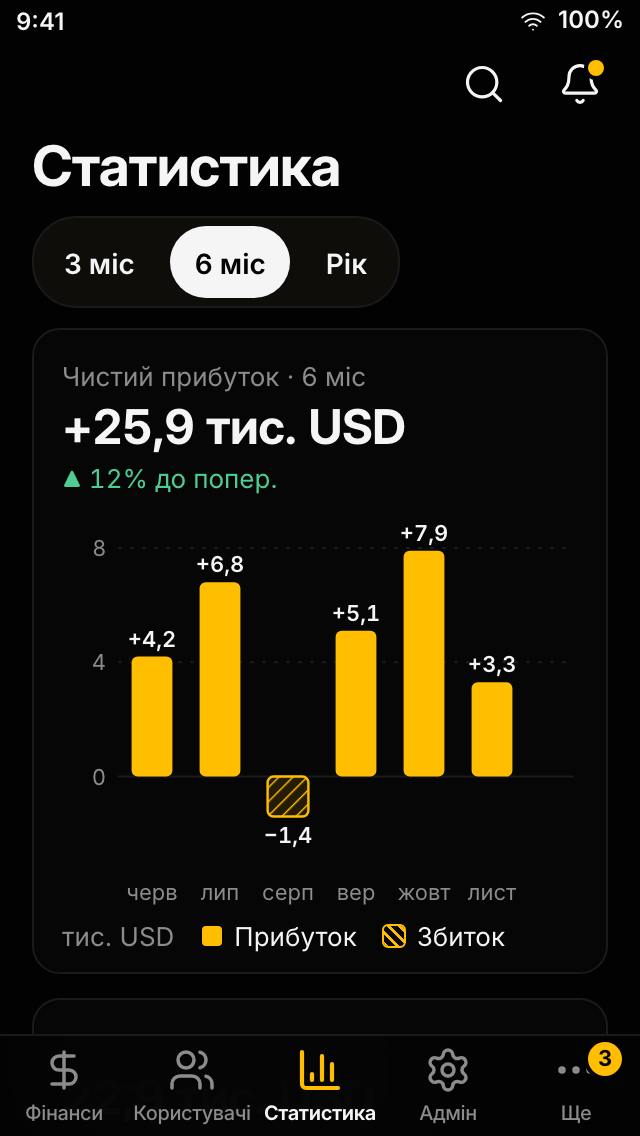 9:41 100%
Статистика
3 міс 6 міс Рік
Чистий прибуток · 6 міс
+25,9 тис. USD
▲ 12% до попер.
+7,9
8
+6,8
+5,1
+4,2
4
+3,3
0
−1,4
черв лип серп вер жовт лист
тис. USD Прибуток Збиток
3
Фінанси Користувачі Статистика Адмін Ще